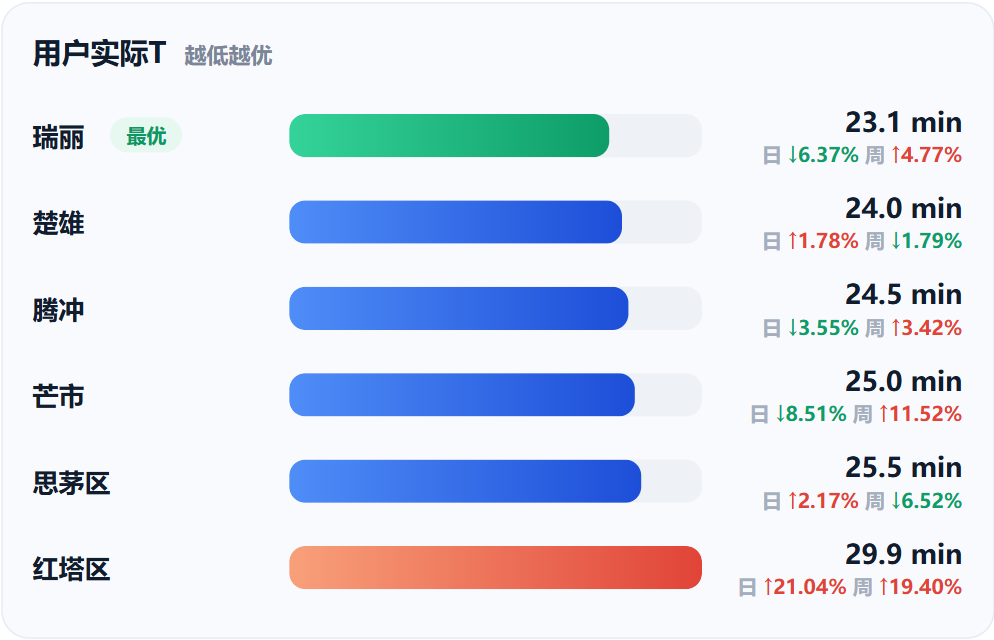 用户实际T 越低越优
瑞丽 最优 23.1 min
日 ↓6.37% 周 ↑4.77%
楚雄 24.0 min
日 ↑1.78% 周 ↓1.79%
腾冲 24.5 min
日 ↓3.55% 周 ↑3.42%
芒市 25.0 min
日 ↓8.51% 周 ↑11.52%
思茅区 25.5 min
日 ↑2.17% 周 ↓6.52%
红塔区 29.9 min
日 ↑21.04% 周 ↑19.40%